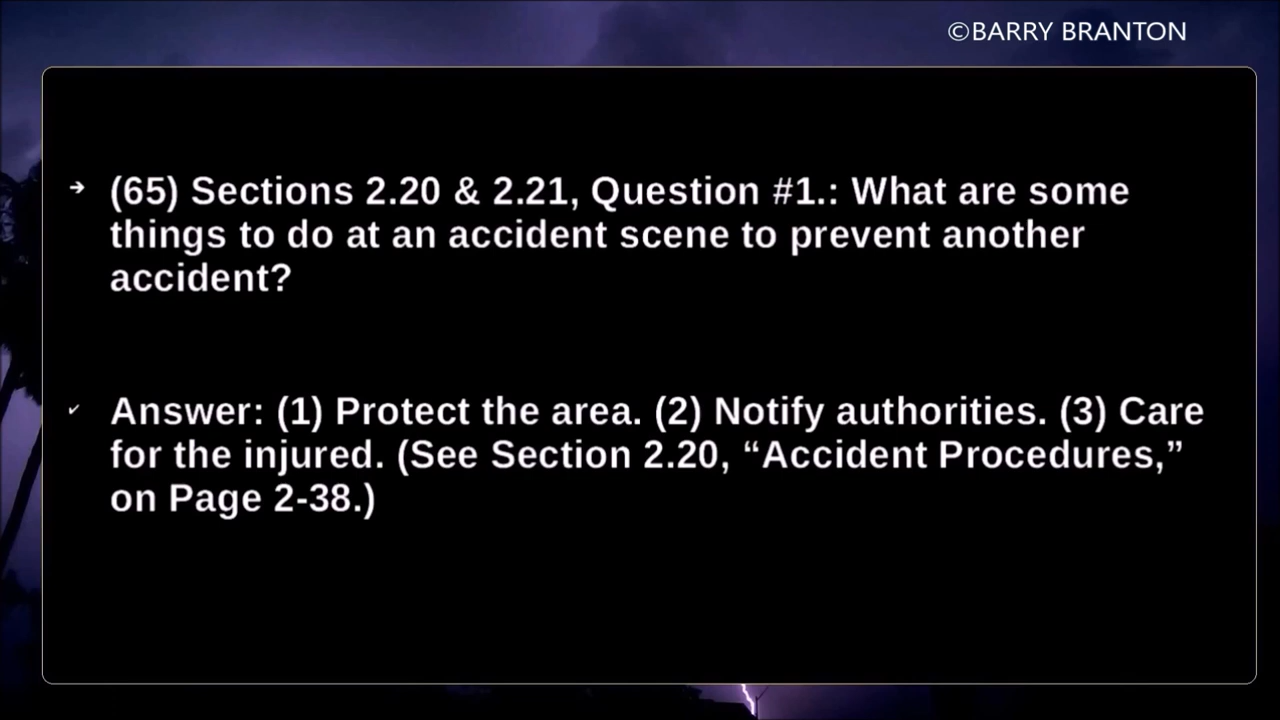 ©BARRY BRANTON
➔ (65) Sections 2.20 & 2.21, Question #1.: What are some
things to do at an accident scene to prevent another
accident?
✓ Answer: (1) Protect the area. (2) Notify authorities. (3) Care
for the injured. (See Section 2.20, “Accident Procedures,”
on Page 2-38.)